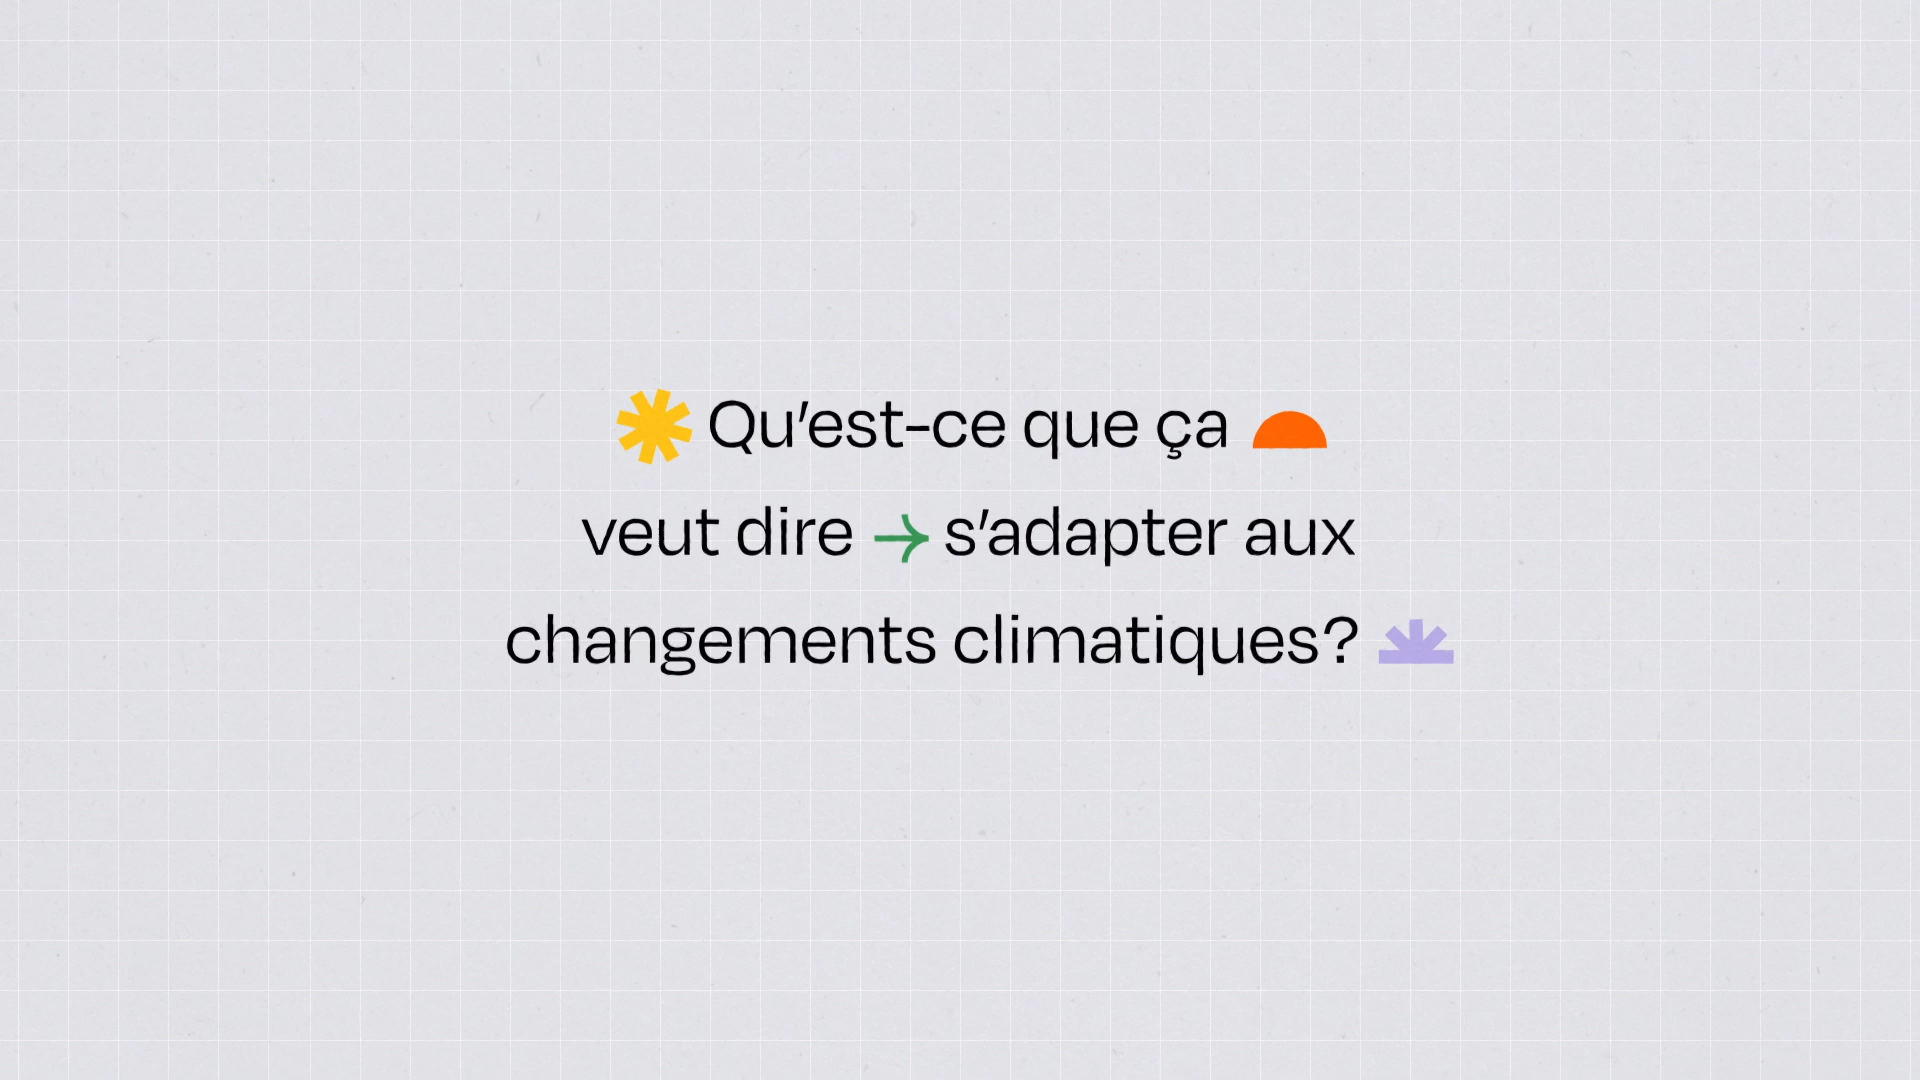 Qu’est-ce que ça
veut dire → s’adapter aux
changements climatiques?